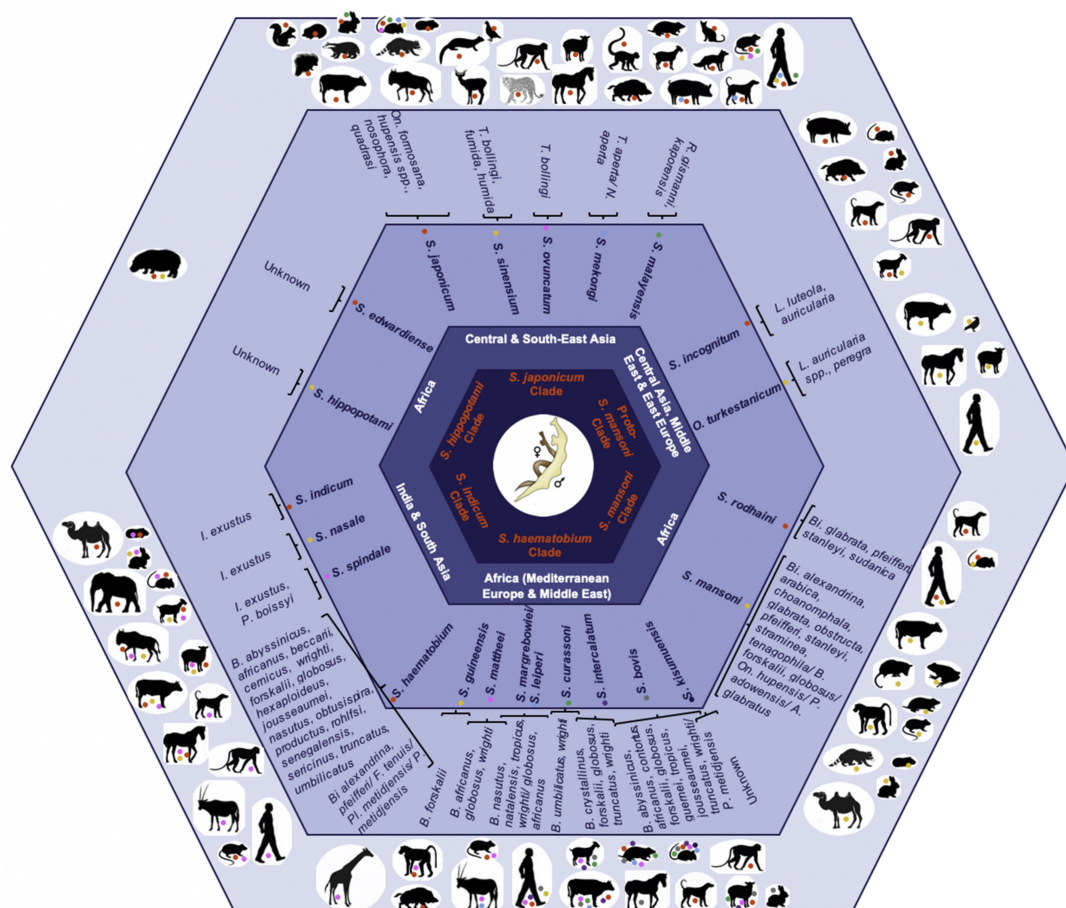 On. formosana,
hupensis spp.,
nosophora,
quadrasi
T. bollingi,
fumida, humida
T. bollingi
T. aperta/ N.
aperta
R. gismanni,
kaporensis
S. japonicum
S. sinensium
S. ovuncatum
S. mekongi
S. malayensis
Unknown
S. edwardiense
Unknown
S. hippopotami
L. luteola,
auricularia
S. incognitum
L. auricularia
spp., peregra
O. turkestanicum
Central & South-East Asia
Africa
Central Asia, Middle
East & East Europe
S. japonicum
Clade
S. hippopotami
Clade
Proto-
S. mansoni
Clade
S. indicum
Clade
S. mansoni
Clade
S. haematobium
Clade
♀
♂
India & South Asia
Africa
Africa (Mediterranean
Europe & Middle East)
I. exustus
S. indicum
I. exustus
S. nasale
I. exustus,
P. boissyi
S. spindale
S. rodhaini
Bi. glabrata, pfeifferi,
stanleyi, sudanica
S. mansoni
Bi. alexandrina,
arabica,
choanomphala,
glabrata, obstructa,
pfeifferi, stanleyi,
straminea,
tenagophila/ B.
forskalii, globosus/
On. hupensis/ P.
adowensis/ A.
glabratus
S. haematobium
S. guineensis
S. mattheei
S. margrebowiei/
S. leiperi
S. curassoni
S. intercalatum
S. bovis
S. kisumuensis
B. abyssinicus,
africanus, beccarii,
cernicus, wrighti,
forskalii, globosus,
hexaploideus,
jousseaumei,
nasutus, obtusispira,
productus, rohlfsi,
senegalensis,
sericinus, truncatus,
umbilicatus
Bi. alexandrina,
pfeifferi/ F. tenuis/
Pl. metidjensis/ P.
metidjensis
B. forskalii
B. africanus,
globosus, wrighti
B. nasutus,
natalensis, tropicus,
wrighti/ globosus,
africanus
B. umbilicatus, wrighti
B. crystallinus,
forskalii, globosus,
truncatus, wrighti
B. abyssinicus,
africanus, contortus,
forskalii, globosus,
guernei, tropicus,
jousseaumei,
truncatus, wrighti/
P. metidjensis
Unknown